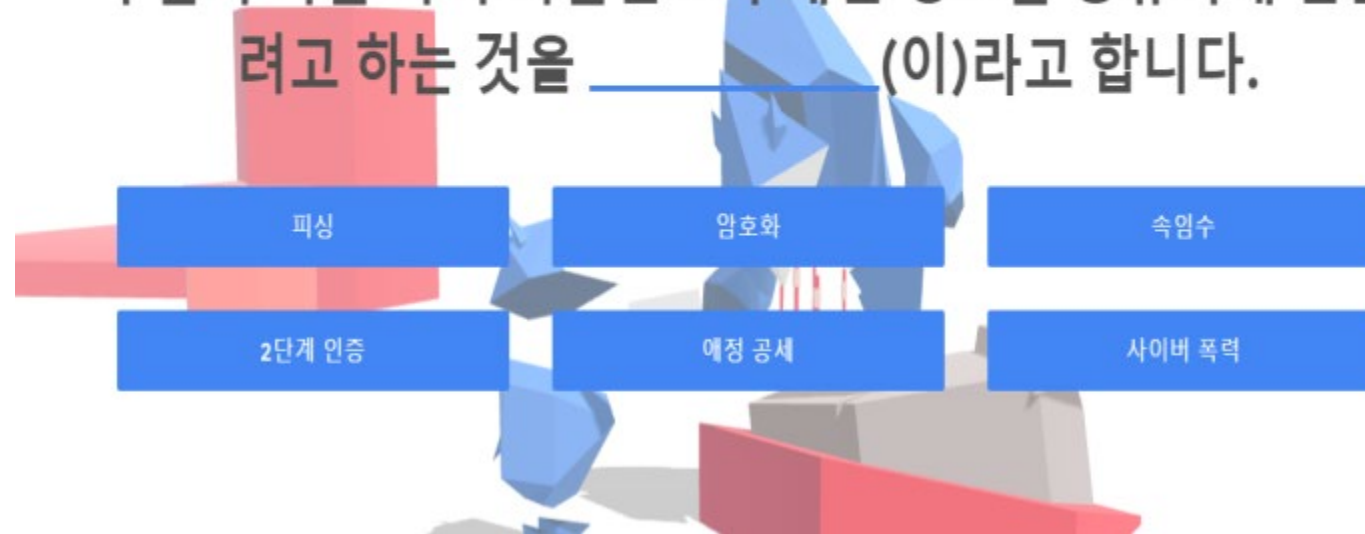 려고 하는 것을 ________ (이)라고 합니다.
피싱
암호화
속임수
2단계 인증
애정 공세
사이버 폭력